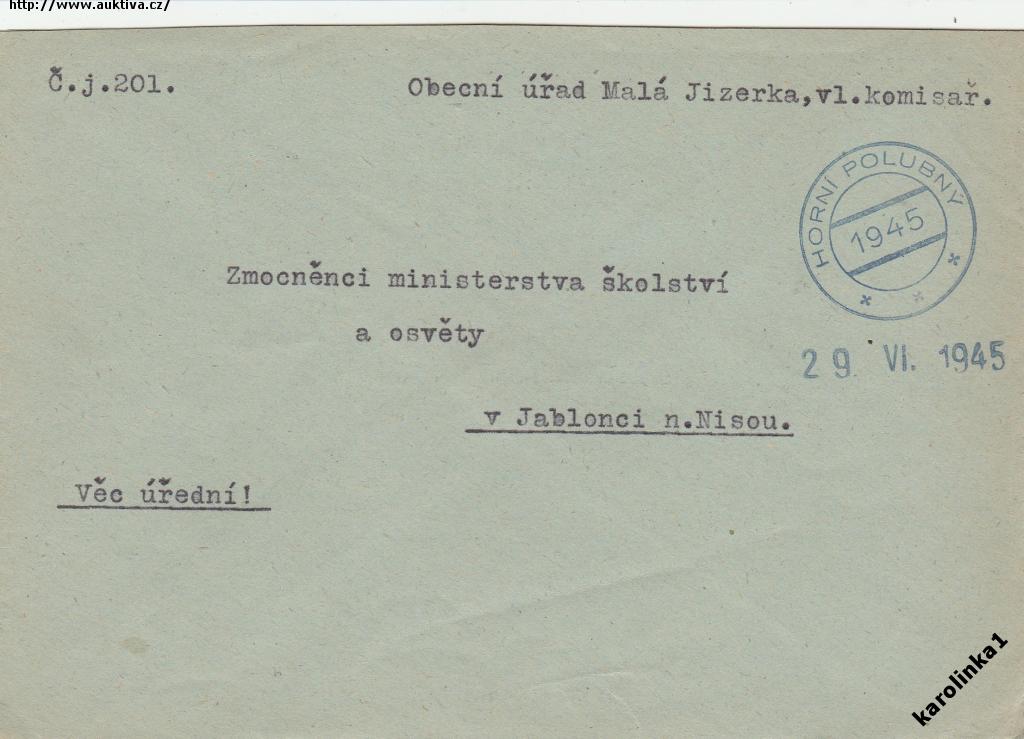 http://www.auktiva.cz/
Č.j.201.
Obecní úřad Malá Jizerka,vl.komisař.
HORNÍ POLUBNÝ
1945
Zmocněnci ministerstva školství
a osvěty
29 VI. 1945
v Jablonci n.Nisou.
Věc úřední!
karolinka1